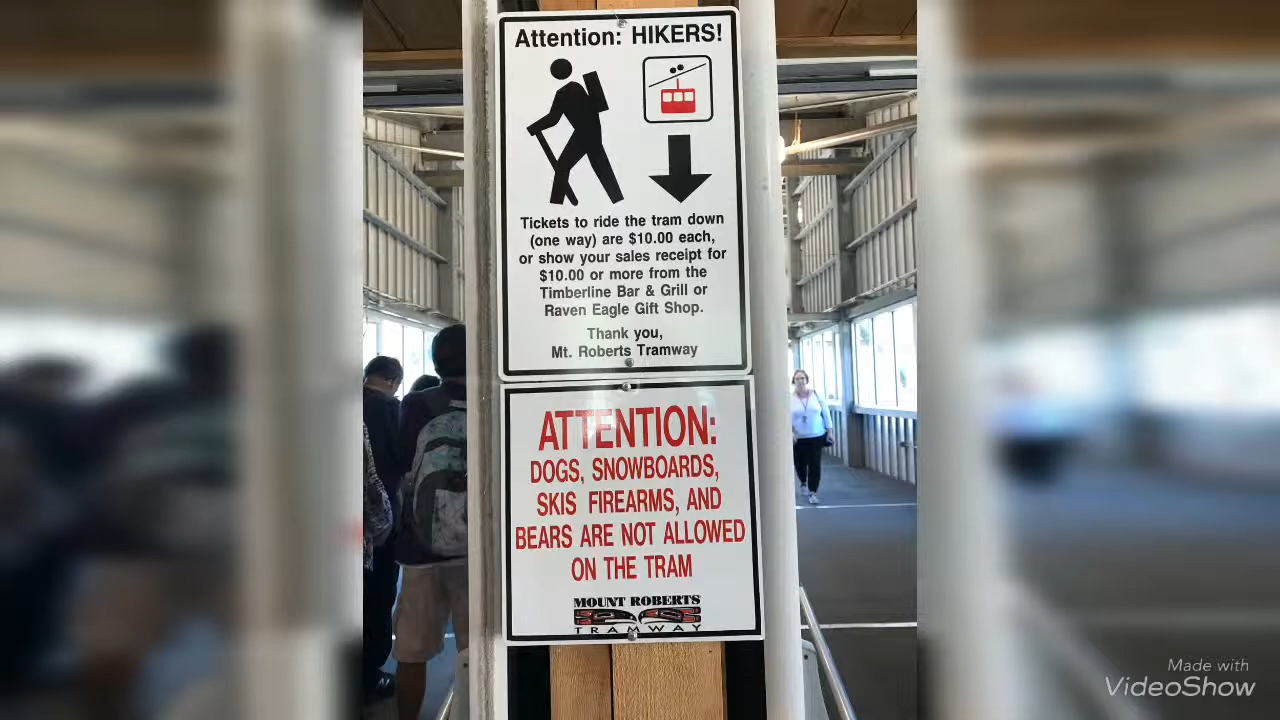 Attention: HIKERS!
Tickets to ride the tram down
(one way) are $10.00 each,
or show your sales receipt for
$10.00 or more from the
Timberline Bar & Grill or
Raven Eagle Gift Shop.
Thank you,
Mt. Roberts Tramway
ATTENTION:
DOGS, SNOWBOARDS,
SKIS FIREARMS, AND
BEARS ARE NOT ALLOWED
ON THE TRAM
MOUNT ROBERTS
TRAMWAY
Made with
VideoShow